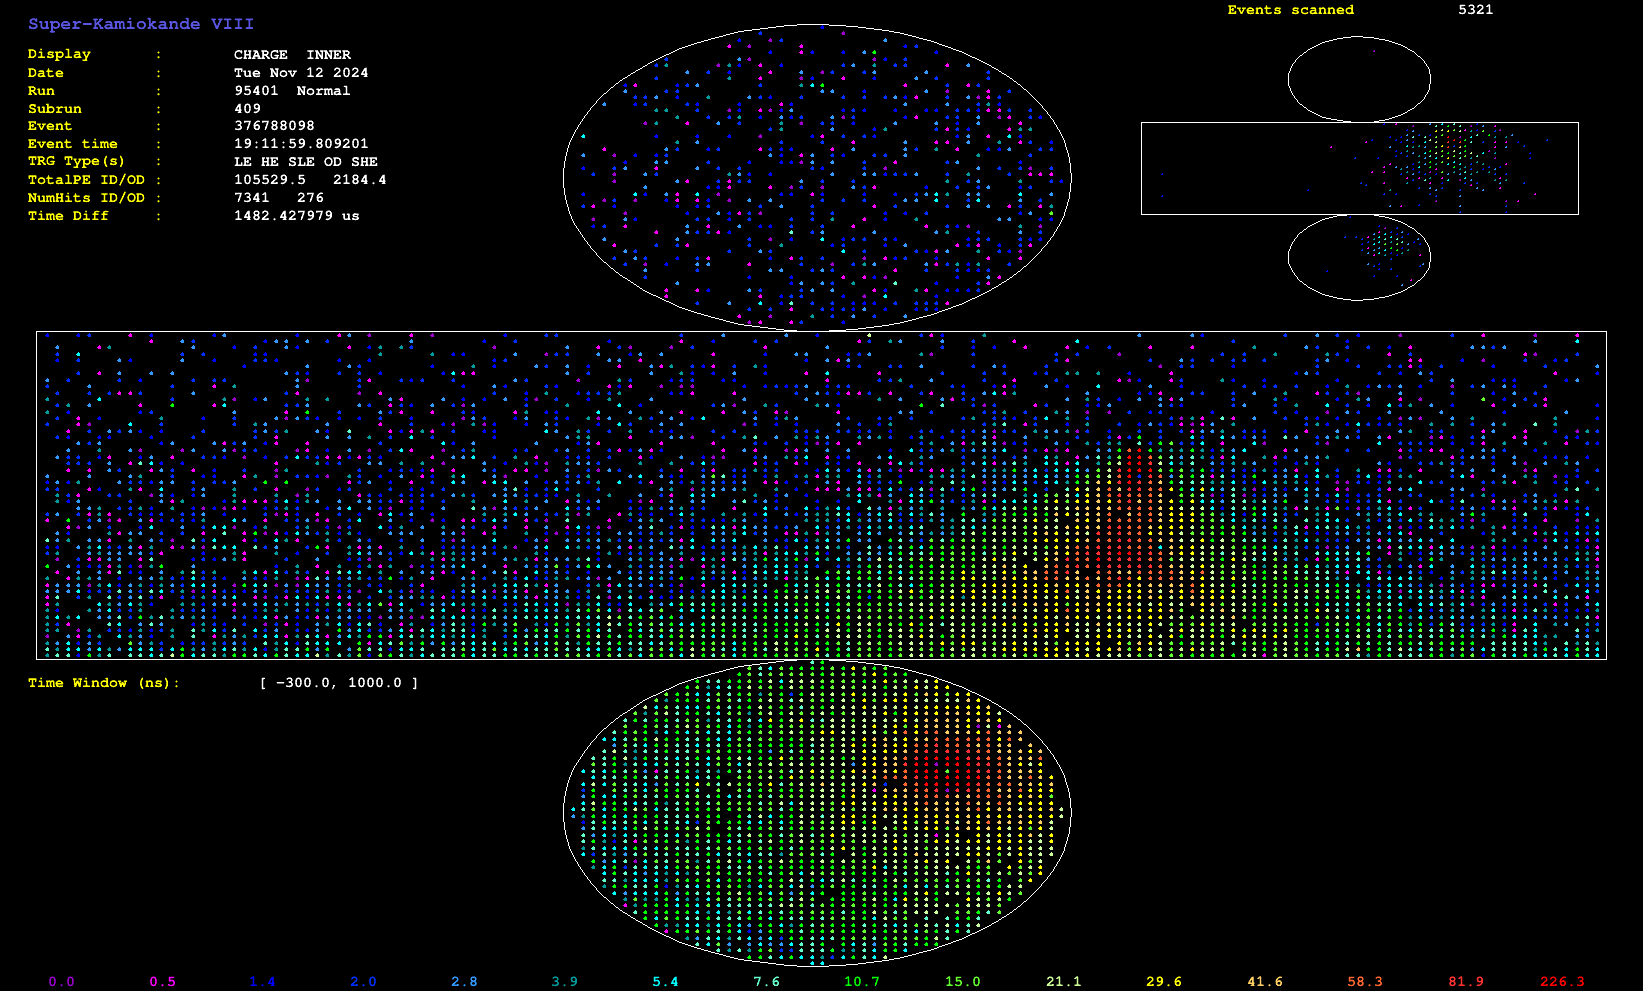 Super-Kamiokande VIII
Events scanned 5321
Display : CHARGE INNER
Date : Tue Nov 12 2024
Run : 95401 Normal
Subrun : 409
Event : 376788098
Event time : 19:11:59.809201
TRG Type(s) : LE HE SLE OD SHE
TotalPE ID/OD : 105529.5 2184.4
NumHits ID/OD : 7341 276
Time Diff : 1482.427979 us
Time Window (ns): [ -300.0, 1000.0 ]
0.0 0.5 1.4 2.0 2.8 3.9 5.4 7.6 10.7 15.0 21.1 29.6 41.6 58.3 81.9 226.3